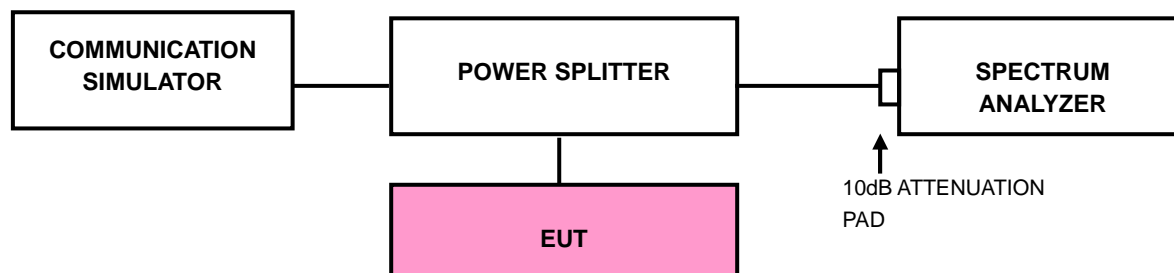 COMMUNICATION
SIMULATOR
POWER SPLITTER
SPECTRUM
ANALYZER
10dB ATTENUATION
PAD
EUT